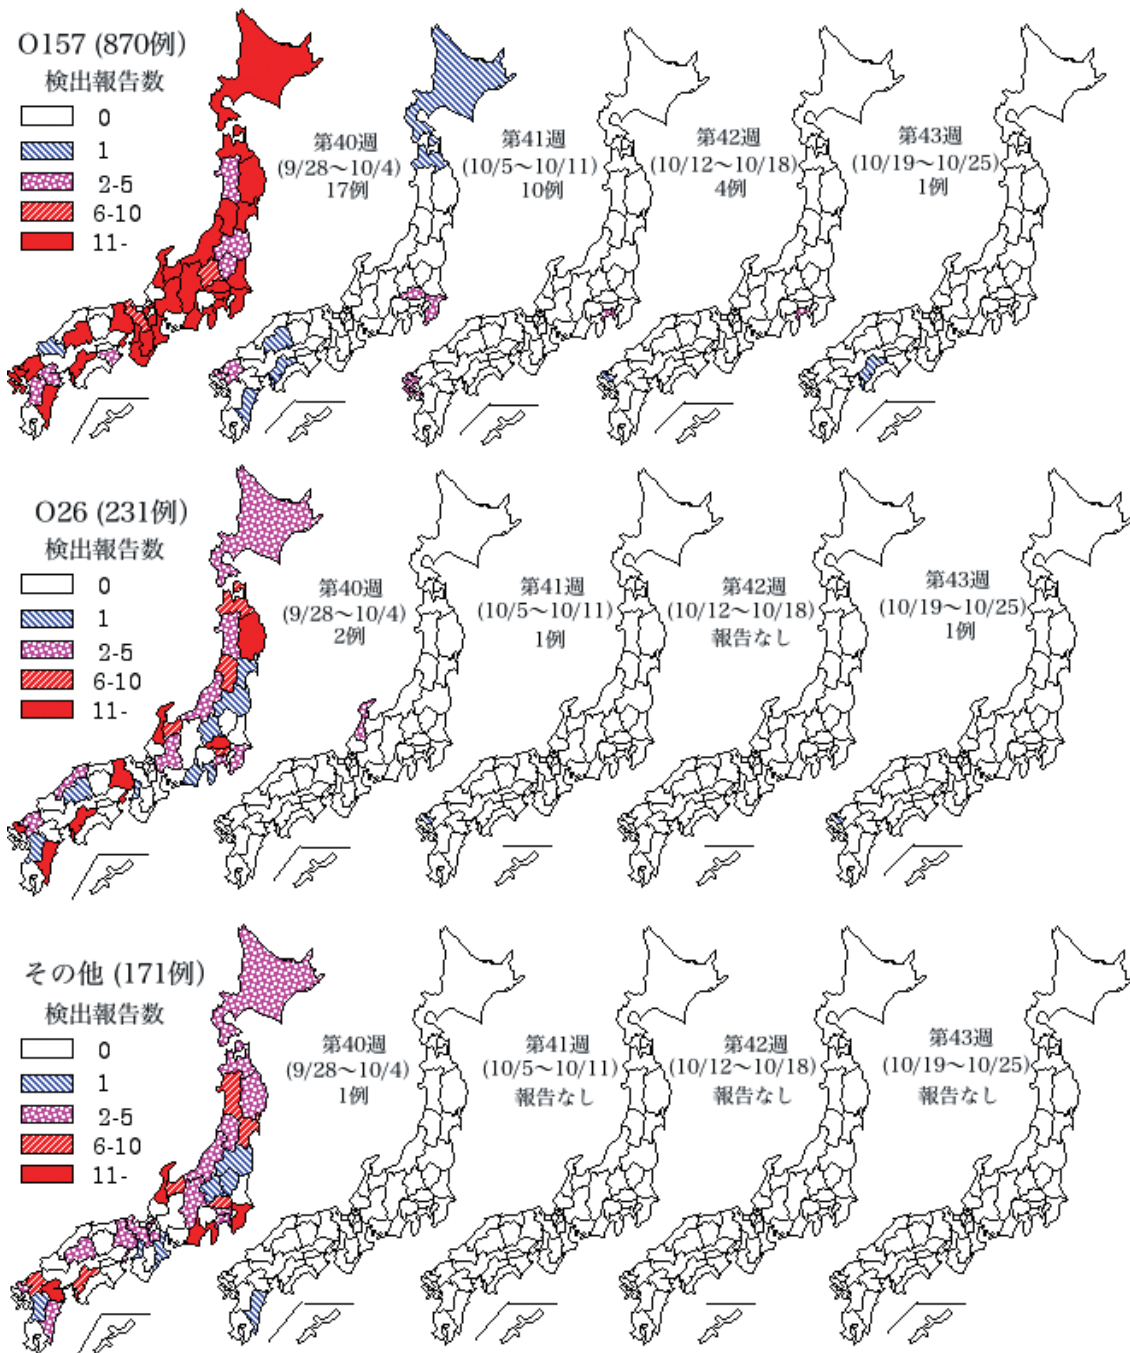 O157 (870例)
検出報告数
0
1
2-5
6-10
11-
第40週
(9/28～10/4)
17例
第41週
(10/5～10/11)
10例
第42週
(10/12～10/18)
4例
第43週
(10/19～10/25)
1例
O26 (231例)
検出報告数
0
1
2-5
6-10
11-
第40週
(9/28～10/4)
2例
第41週
(10/5～10/11)
1例
第42週
(10/12～10/18)
報告なし
第43週
(10/19～10/25)
1例
その他 (171例)
検出報告数
0
1
2-5
6-10
11-
第40週
(9/28～10/4)
1例
第41週
(10/5～10/11)
報告なし
第42週
(10/12～10/18)
報告なし
第43週
(10/19～10/25)
報告なし